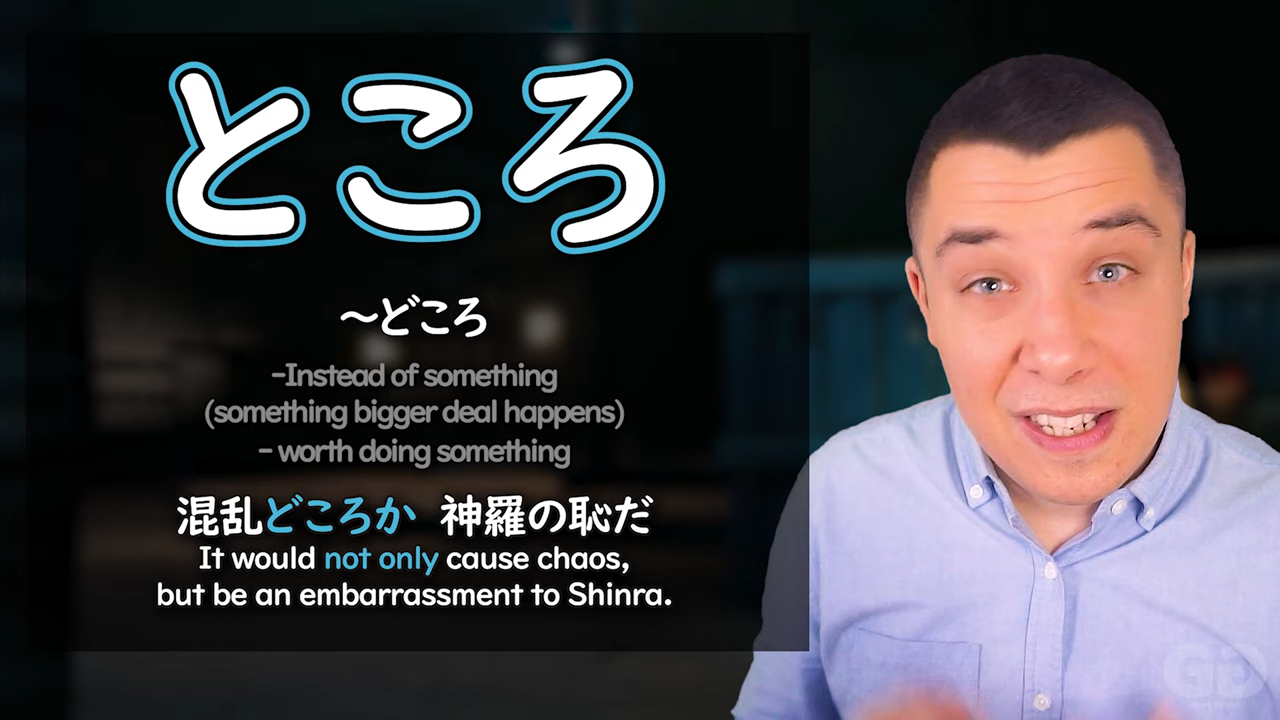 ところ
～どころ
-Instead of something
(something bigger deal happens)
- worth doing something
混乱どころか 神羅の恥だ
It would not only cause chaos,
but be an embarrassment to Shinra.
GD